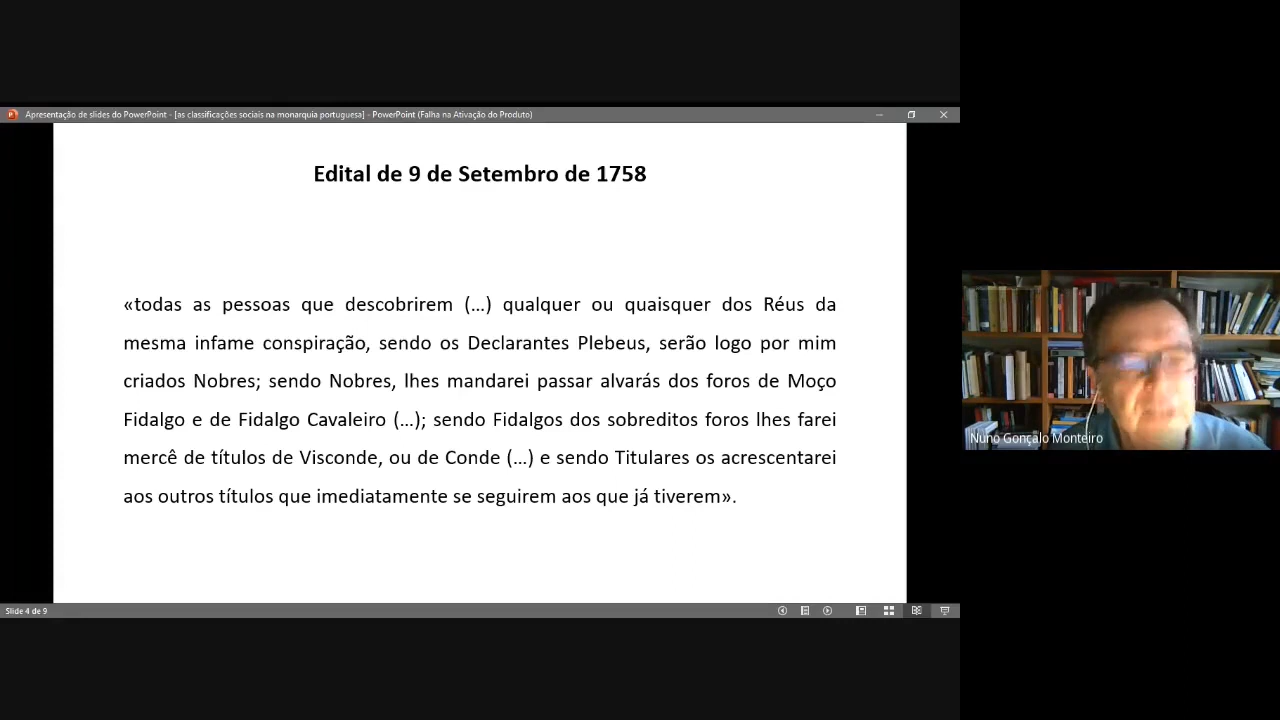 Apresentação de slides do PowerPoint - [as classificações sociais na monarquia portuguesa] - PowerPoint (Falha na Ativação do Produto)
Edital de 9 de Setembro de 1758
«todas as pessoas que descobrirem (...) qualquer ou quaisquer dos Réus da
mesma infame conspiração, sendo os Declarantes Plebeus, serão logo por mim
criados Nobres; sendo Nobres, lhes mandarei passar alvarás dos foros de Moço
Fidalgo e de Fidalgo Cavaleiro (...); sendo Fidalgos dos sobreditos foros lhes farei
mercê de títulos de Visconde, ou de Conde (...) e sendo Titulares os acrescentarei
aos outros títulos que imediatamente se seguirem aos que já tiverem».
Nuno Gonçalo Monteiro
Slide 4 de 9